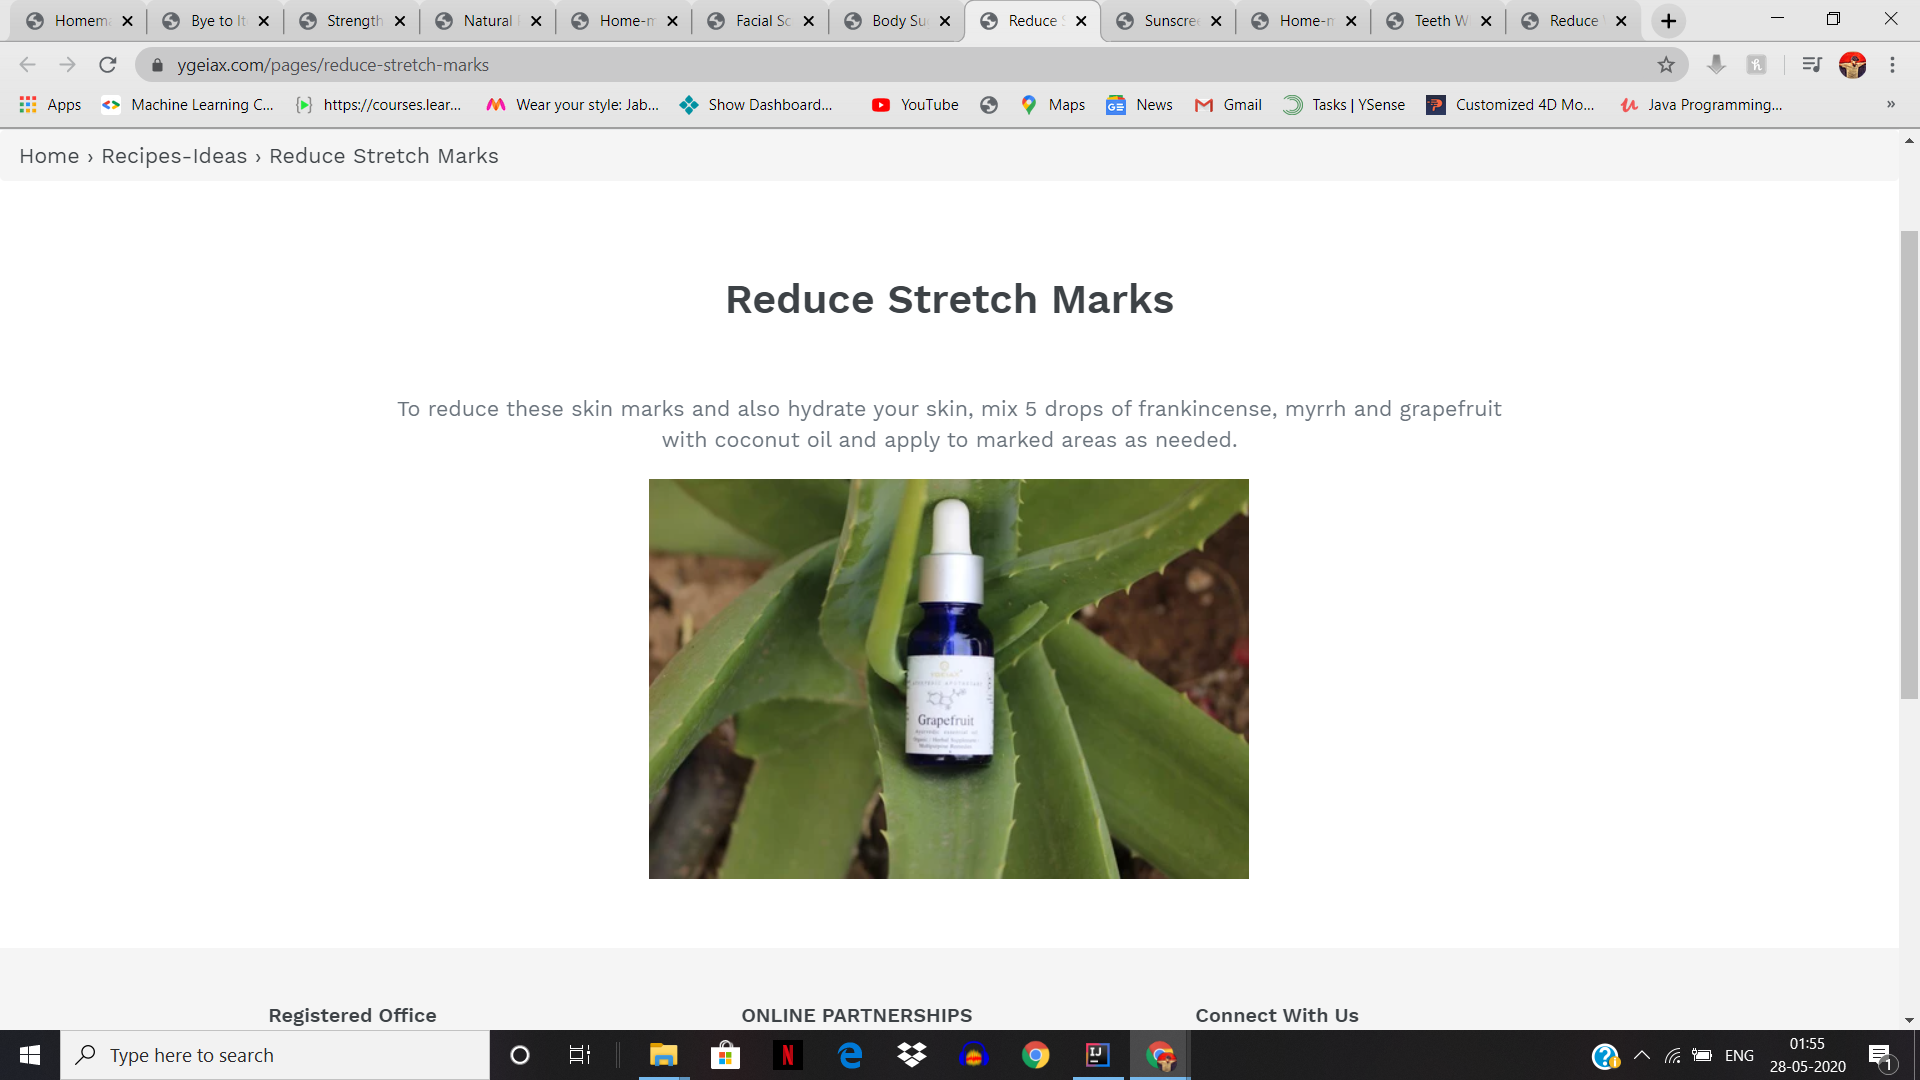 Homema
Bye to It
Strength
Natural
Home-m
Facial Sc
Body Su
Reduce S
Sunscre
Home-m
Teeth W
Reduce
ygeiax.com/pages/reduce-stretch-marks
Apps
Machine Learning C...
https://courses.lear...
Wear your style: Jab...
Show Dashboard...
YouTube
Maps
News
Gmail
Tasks | YSense
Customized 4D Mo...
Java Programming...
»
Home › Recipes-Ideas › Reduce Stretch Marks
Reduce Stretch Marks
To reduce these skin marks and also hydrate your skin, mix 5 drops of frankincense, myrrh and grapefruit
with coconut oil and apply to marked areas as needed.
Grapefruit
Registered Office
ONLINE PARTNERSHIPS
Connect With Us
Type here to search
ENG
01:55
28-05-2020
1